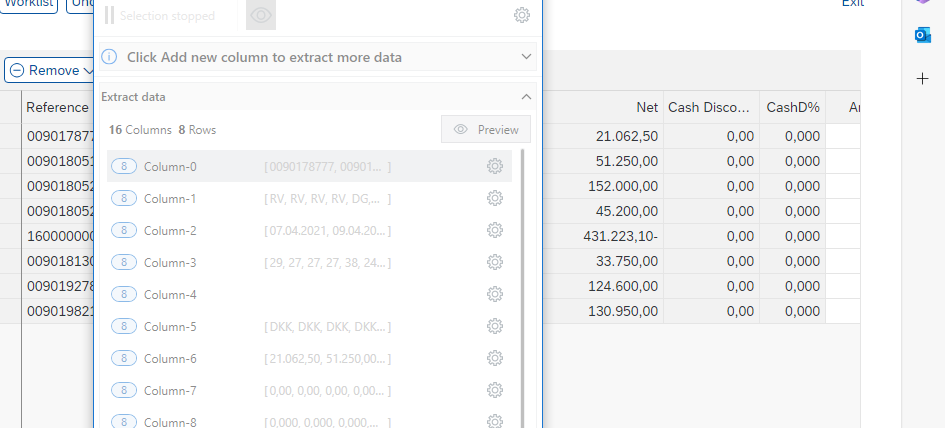 Worklist
Exit
Selection stopped
Click Add new column to extract more data
Remove
Extract data
16 Columns 8 Rows
Preview
Reference
Net Cash Disco... CashD%
009017877 21.062,50 0,00 0,000
009018051 51.250,00 0,00 0,000
009018052 152.000,00 0,00 0,000
009018052 45.200,00 0,00 0,000
160000000 431.223,10- 0,00 0,000
009018130 33.750,00 0,00 0,000
009019278 124.600,00 0,00 0,000
009019821 130.950,00 0,00 0,000
8 Column-0 [0090178777, 00901... ]
8 Column-1 [RV, RV, RV, RV, DG,... ]
8 Column-2 [07.04.2021, 09.04.20... ]
8 Column-3 [29, 27, 27, 27, 38, 24... ]
8 Column-4
8 Column-5 [DKK, DKK, DKK, DKK... ]
8 Column-6 [21.062,50, 51.250,00... ]
8 Column-7 [0,00, 0,00, 0,00, 0,00... ]
8 Column-8 [0,000, 0,000, 0,000,... ]